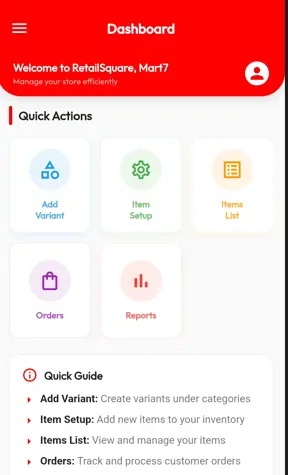 Dashboard
Welcome to RetailSquare, Mart7
Manage your store efficiently
Quick Actions
Add
Variant
Item
Setup
Items
List
Orders
Reports
Quick Guide
Add Variant: Create variants under categories
Item Setup: Add new items to your inventory
Items List: View and manage your items
Orders: Track and process customer orders